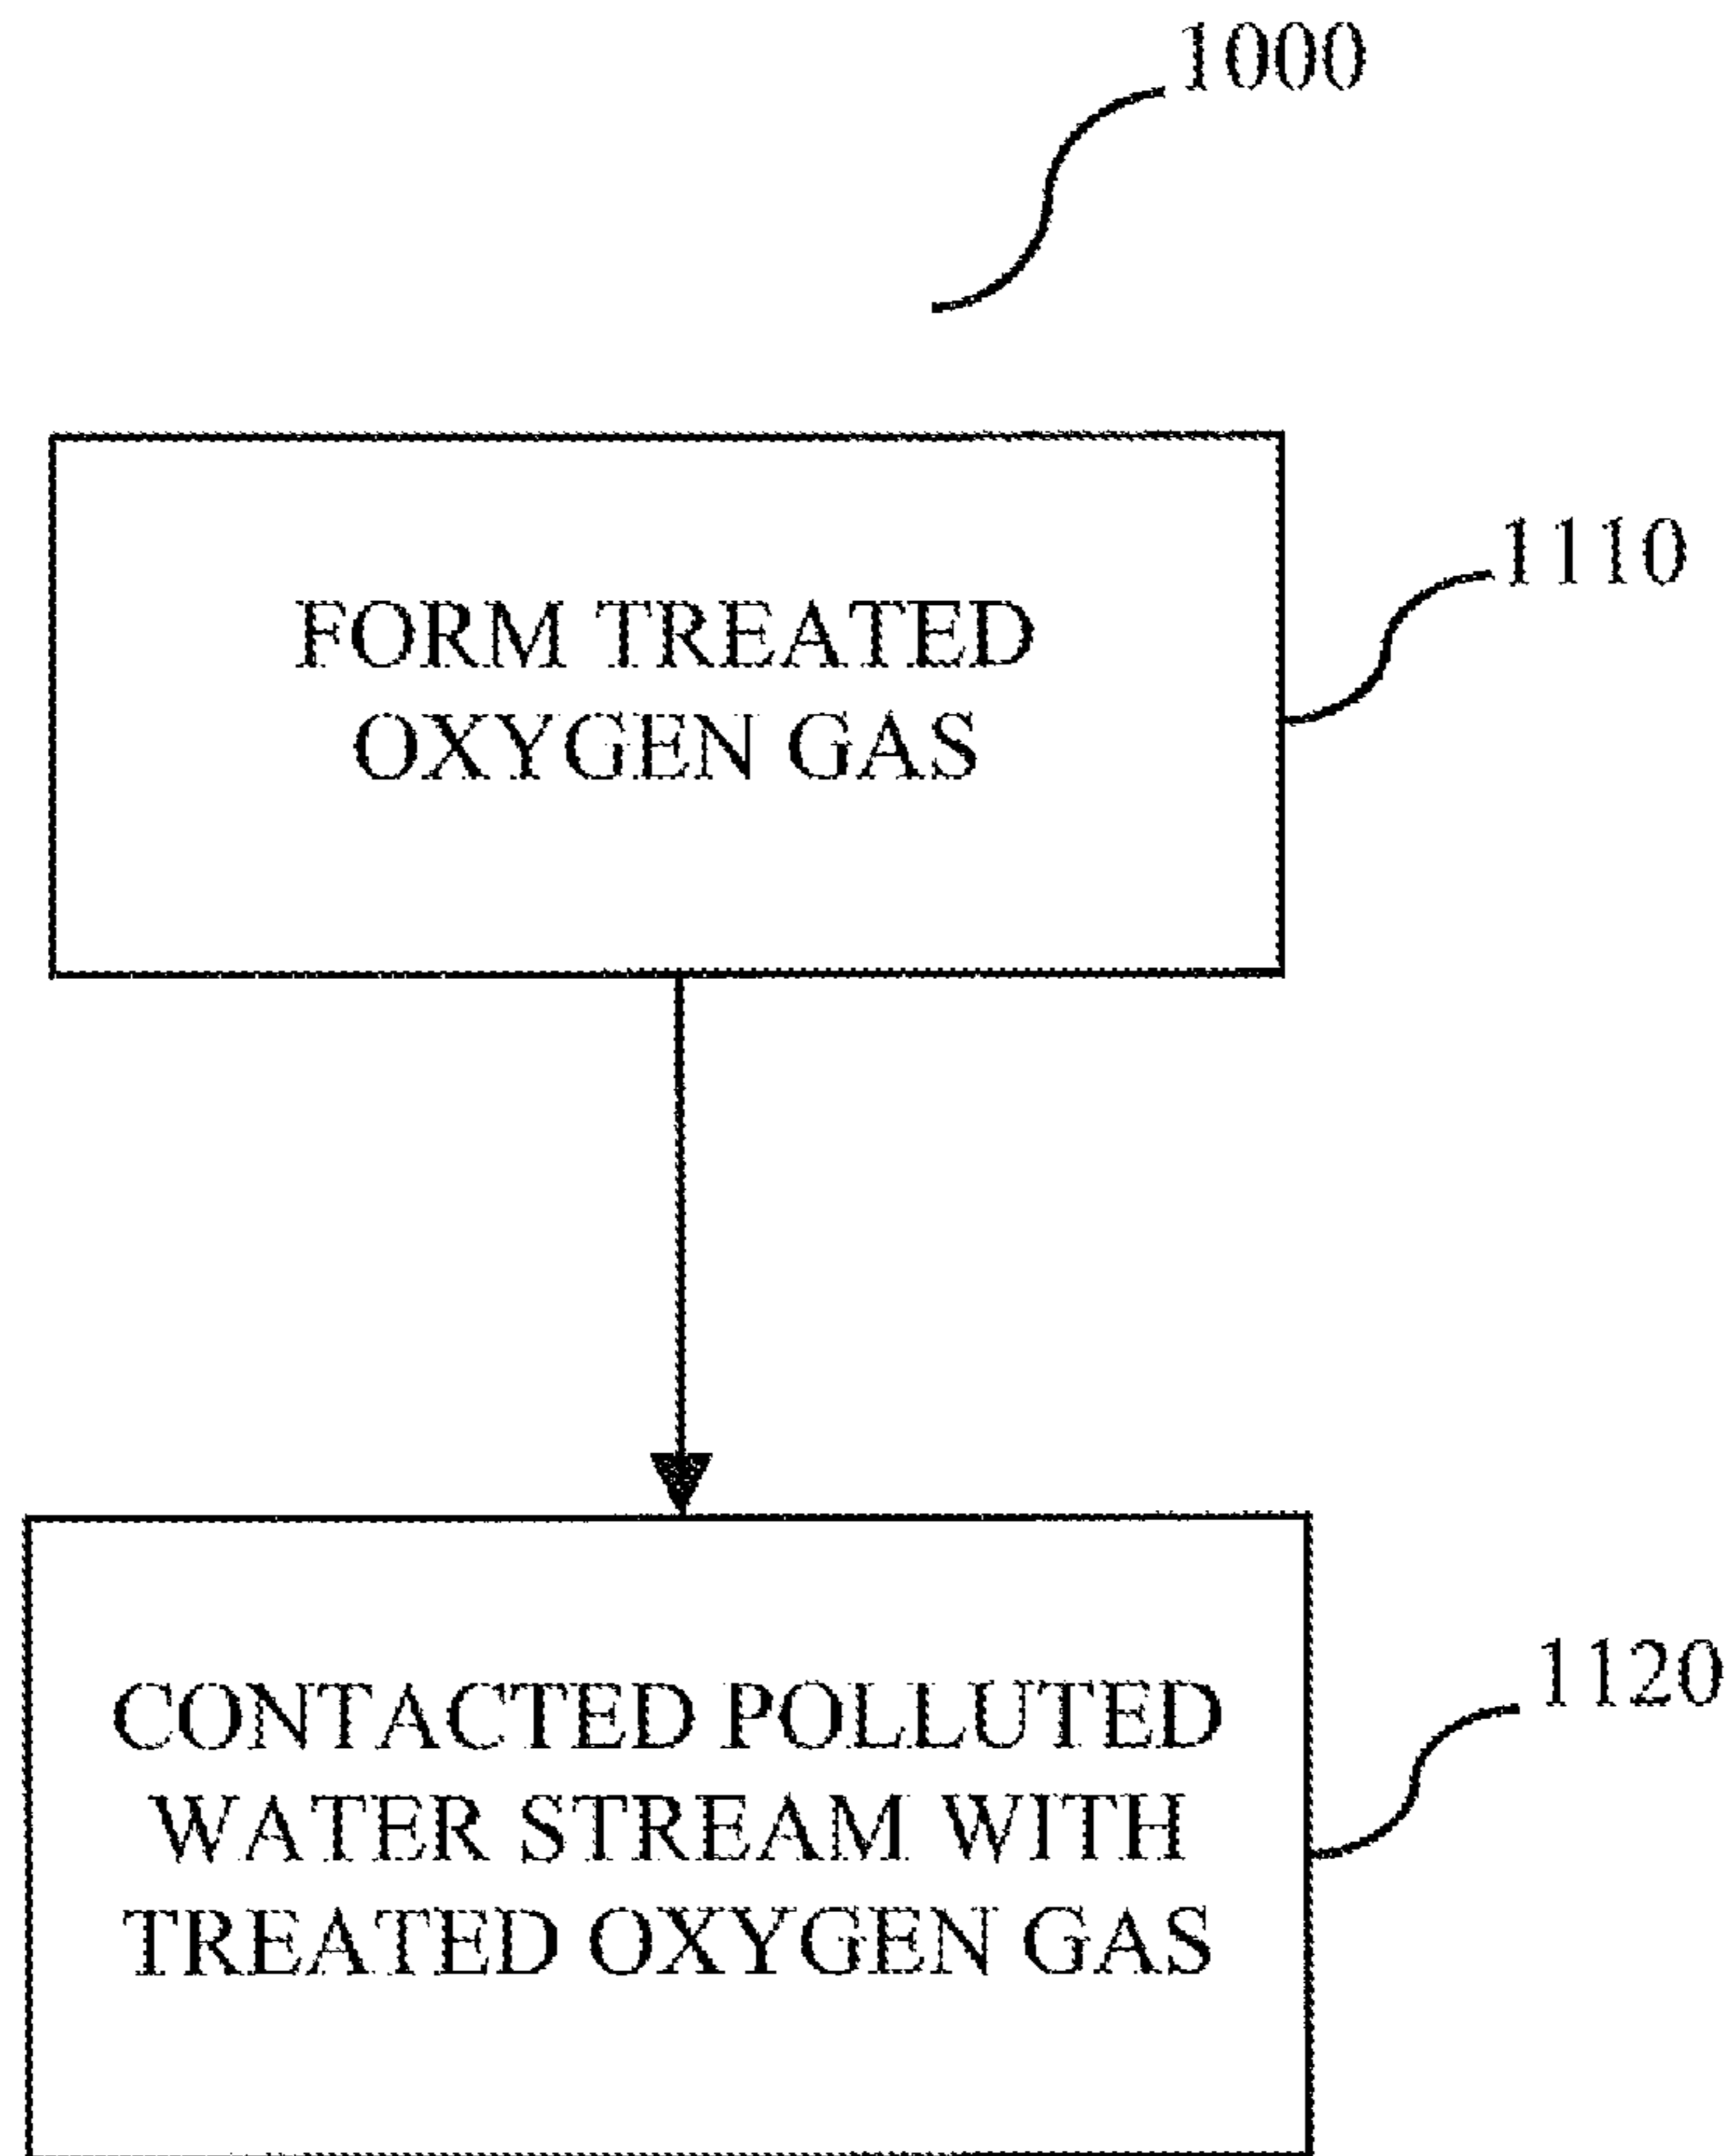 1000
FORM TREATED
OXYGEN GAS
1110
CONTACTED POLLUTED
WATER STREAM WITH
TREATED OXYGEN GAS
1120